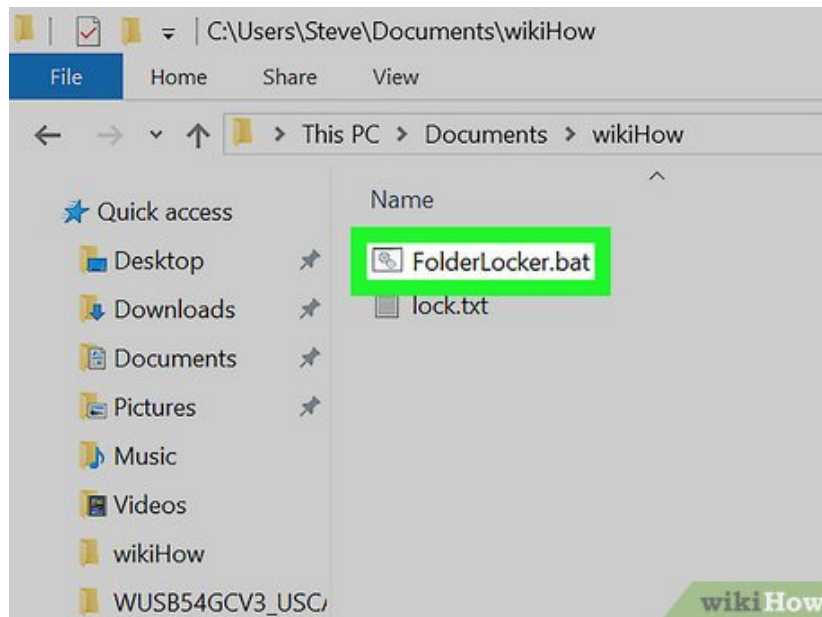 C:\Users\Steve\Documents\wikiHow
File Home Share View
This PC > Documents > wikiHow
Name
Quick access
Desktop
FolderLocker.bat
Downloads
lock.txt
Documents
Pictures
Music
Videos
wikiHow
WUSB54GCV3_USC
wikiHow